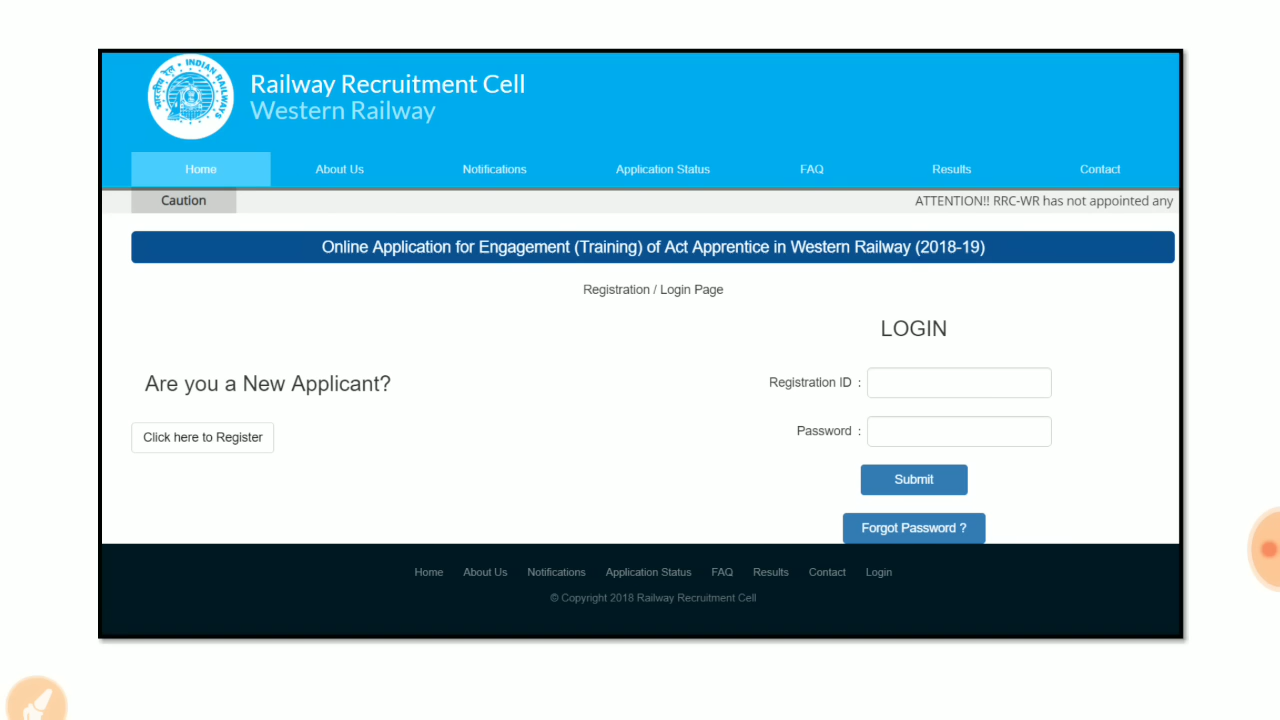 INDIAN RAILWAYS
भारतीय रेल
Railway Recruitment Cell
Western Railway
Home About Us Notifications Application Status FAQ Results Contact
Caution ATTENTION!! RRC-WR has not appointed any
Online Application for Engagement (Training) of Act Apprentice in Western Railway (2018-19)
Registration / Login Page
LOGIN
Are you a New Applicant?
Registration ID :
Click here to Register
Password :
Submit
Forgot Password ?
Home About Us Notifications Application Status FAQ Results Contact Login
© Copyright 2018 Railway Recruitment Cell